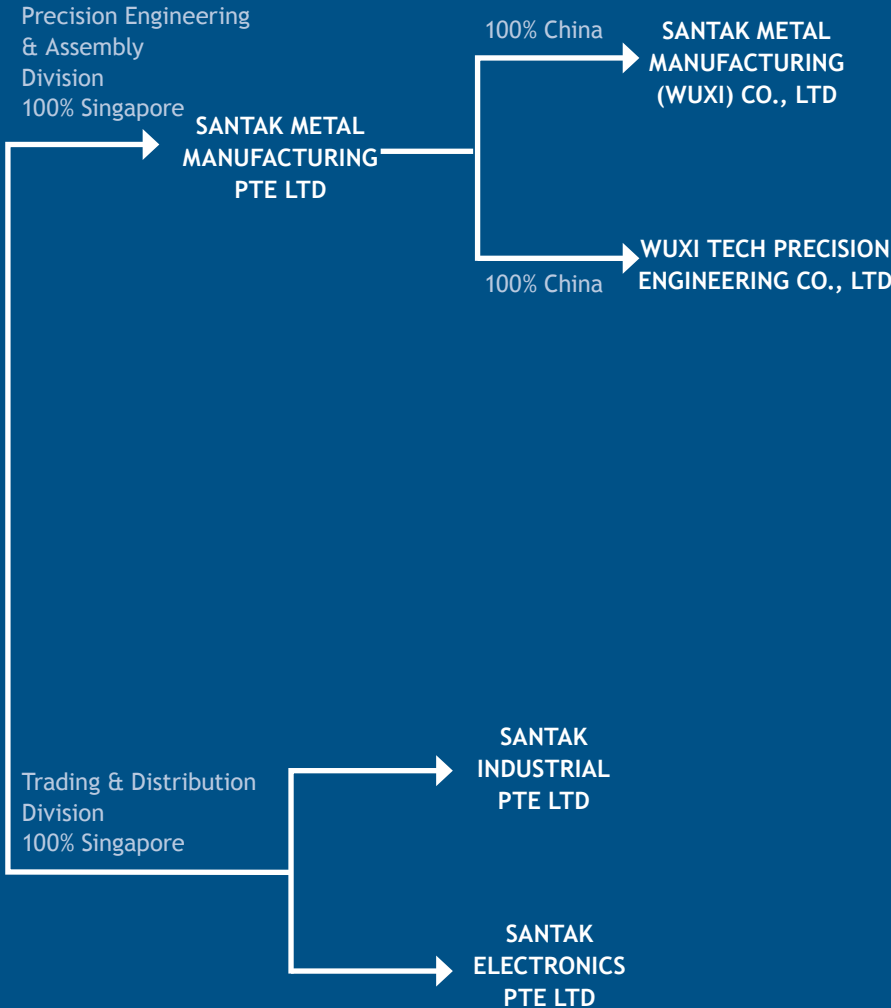 Precision Engineering
& Assembly
Division
100% Singapore
SANTAK METAL
MANUFACTURING
PTE LTD
100% China
SANTAK METAL
MANUFACTURING
(WUXI) CO., LTD
100% China
WUXI TECH PRECISION
ENGINEERING CO., LTD
Trading & Distribution
Division
100% Singapore
SANTAK
INDUSTRIAL
PTE LTD
SANTAK
ELECTRONICS
PTE LTD